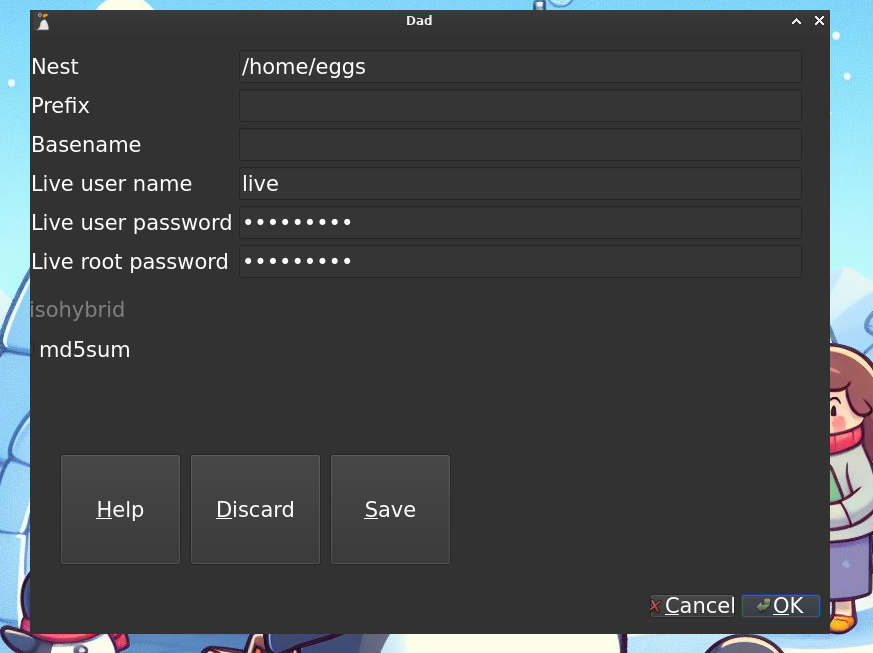 Dad
Nest /home/eggs
Prefix
Basename
Live user name live
Live user password •••••••••
Live root password •••••••••
isohybrid
md5sum
Help Discard Save
Cancel OK